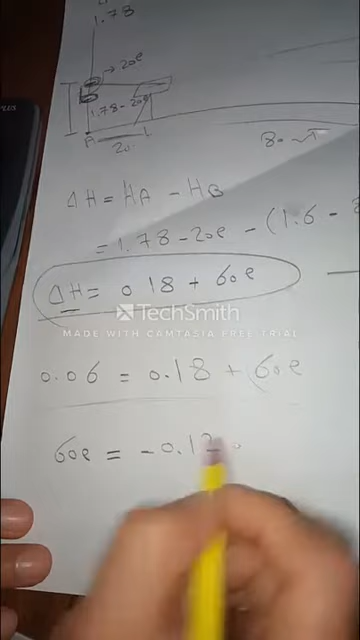 1.78
→ 20e
1.78 - 20e
A
20
80 m
ΔH = HA - HB
= 1.78 - 20e - (1.6 -
ΔH = 0.18 + 60e
TechSmith
MADE WITH CAMTASIA FREE TRIAL
0.06 = 0.18 + 60e
60e = - 0.12